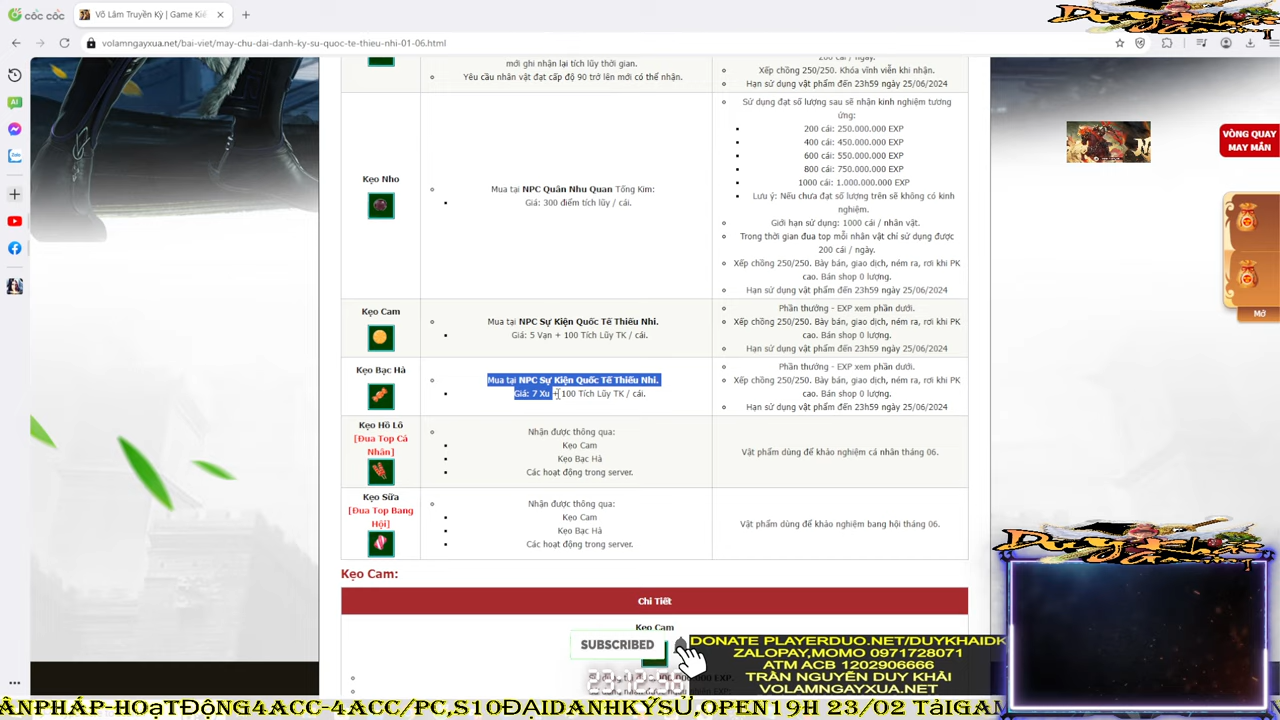 cốc cốc
Võ Lâm Truyền Kỳ | Game Kiế
volamngayxua.net/bai-viet/may-chu-dai-danh-ky-su-quoc-te-thieu-nhi-01-06.html
Duy Khải
mới ghi nhận lại tích lũy thời gian.
Yêu cầu nhân vật đạt cấp độ 90 trở lên mới có thể nhận.
200 cái / ngày.
Xếp chồng 250/250. Khóa vĩnh viễn khi nhận.
Hạn sử dụng vật phẩm đến 23h59 ngày 25/06/2024
Kẹo Nho
Mua tại NPC Quân Nhu Quan Tống Kim:
Giá: 300 điểm tích lũy / cái.
Sử dụng đạt số lượng sau sẽ nhận kinh nghiệm tương
ứng:
200 cái: 250.000.000 EXP
400 cái: 450.000.000 EXP
600 cái: 550.000.000 EXP
800 cái: 750.000.000 EXP
1000 cái: 1.000.000.000 EXP
Lưu ý: Nếu chưa đạt số lượng trên sẽ không có kinh
nghiệm.
Giới hạn sử dụng: 1000 cái / nhân vật.
Trong thời gian đua top mỗi nhân vật chỉ sử dụng được
200 cái / ngày.
Xếp chồng 250/250. Bày bán, giao dịch, ném ra, rơi khi PK
cao. Bán shop 0 lượng.
Hạn sử dụng vật phẩm đến 23h59 ngày 25/06/2024
Kẹo Cam
Mua tại NPC Sự Kiện Quốc Tế Thiếu Nhi.
Giá: 5 Vạn + 100 Tích Lũy TK / cái.
Phần thưởng - EXP xem phần dưới.
Xếp chồng 250/250. Bày bán, giao dịch, ném ra, rơi khi PK
cao. Bán shop 0 lượng.
Hạn sử dụng vật phẩm đến 23h59 ngày 25/06/2024
Kẹo Bạc Hà
Mua tại NPC Sự Kiện Quốc Tế Thiếu Nhi.
Giá: 7 Xu + 100 Tích Lũy TK / cái.
Phần thưởng - EXP xem phần dưới.
Xếp chồng 250/250. Bày bán, giao dịch, ném ra, rơi khi PK
cao. Bán shop 0 lượng.
Hạn sử dụng vật phẩm đến 23h59 ngày 25/06/2024
Kẹo Hồ Lô
[Đua Top Cá
Nhân]
Nhận được thông qua:
Kẹo Cam
Kẹo Bạc Hà
Các hoạt động trong server.
Vật phẩm dùng để khảo nghiệm cá nhân tháng 06.
Kẹo Sữa
[Đua Top Bang
Hội]
Nhận được thông qua:
Kẹo Cam
Kẹo Bạc Hà
Các hoạt động trong server.
Vật phẩm dùng để khảo nghiệm bang hội tháng 06.
Kẹo Cam:
Chi Tiết
Kẹo Cam
VÒNG QUAY
MAY MẮN
Mở
Duy Khải
Gaming
SUBSCRIBED
DONATE PLAYERDUO.NET/DUYKHAIDK
ZALOPAY,MOMO 0971728071
ATM ACB 1202906666
TRẦN NGUYỄN DUY KHẢI
VOLAMNGAYXUA.NET
ÂNPHÁP-HOạTĐỘNG4ACC-4ACC/PC,S10ĐẠIDANHKÝSỬ,OPEN19H 23/02 TảIGAM